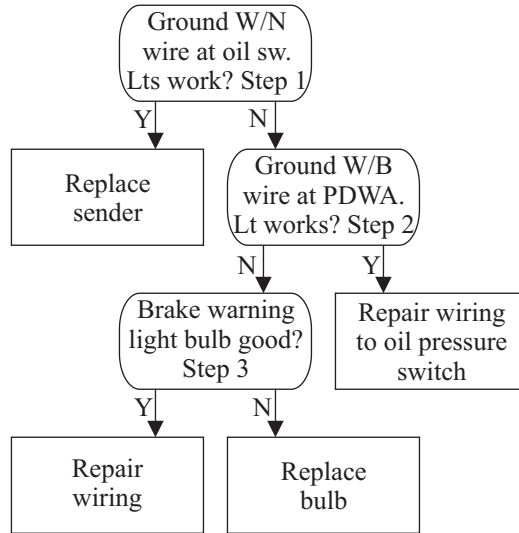 Ground W/N
wire at oil sw.
Lts work? Step 1
Y
N
Replace
sender
Ground W/B
wire at PDWA.
Lt works? Step 2
N
Y
Brake warning
light bulb good?
Step 3
Repair wiring
to oil pressure
switch
Y
N
Repair
wiring
Replace
bulb